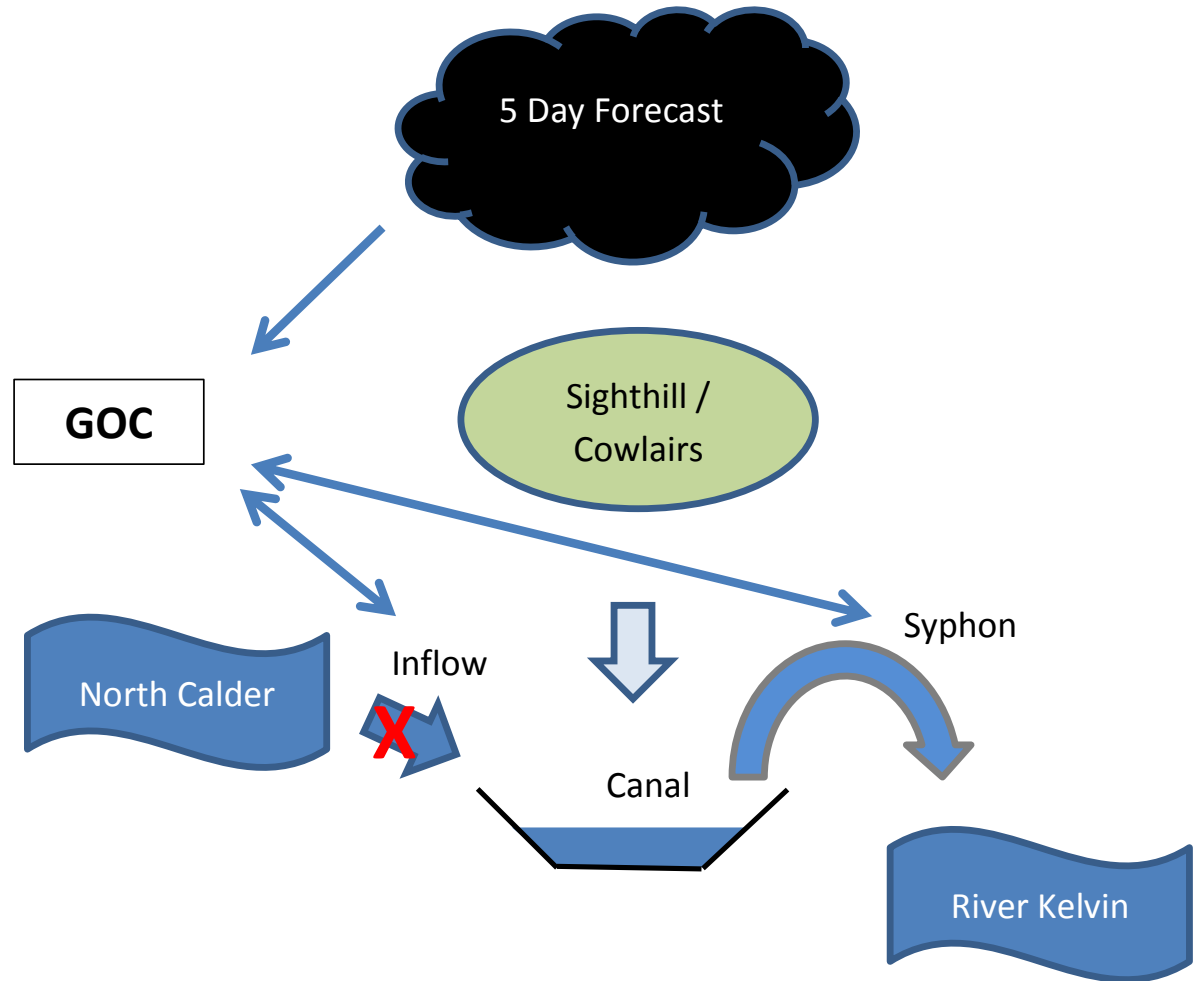 5 Day Forecast
Sighthill /
Cowlairs
GOC
Syphon
Inflow
North Calder
X
Canal
River Kelvin